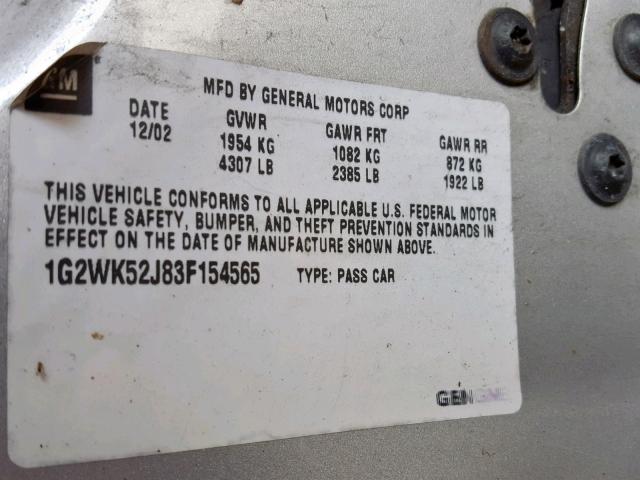 GM
MFD BY GENERAL MOTORS CORP
DATE GVWR GAWR FRT GAWR RR
12/02 1954 KG 1082 KG 872 KG
4307 LB 2385 LB 1922 LB
THIS VEHICLE CONFORMS TO ALL APPLICABLE U.S. FEDERAL MOTOR
VEHICLE SAFETY, BUMPER, AND THEFT PREVENTION STANDARDS IN
EFFECT ON THE DATE OF MANUFACTURE SHOWN ABOVE.
1G2WK52J83F154565 TYPE: PASS CAR